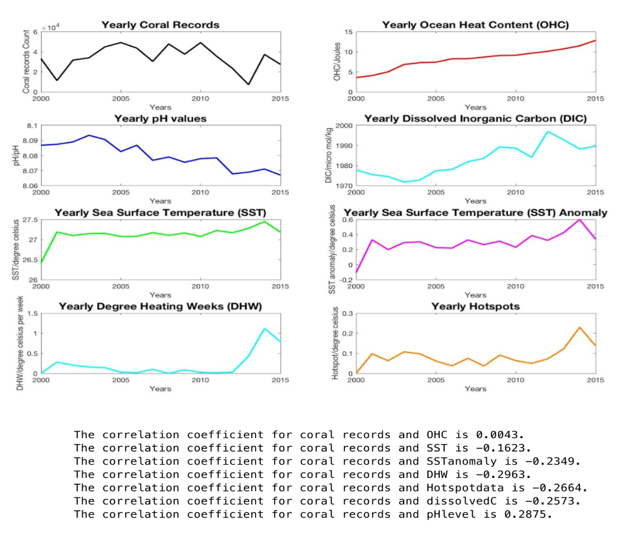 Yearly Coral Records
6
×10⁴
4
2
0
Coral records Count
2000 2005 2010 2015
Years
Yearly Ocean Heat Content (OHC)
15
10
5
0
OHC/Joules
2000 2005 2010 2015
Years
Yearly pH values
8.1
8.09
8.08
8.07
8.06
pH/pH
2000 2005 2010 2015
Years
Yearly Dissolved Inorganic Carbon (DIC)
2000
1990
1980
1970
DIC/micro mol/kg
2000 2005 2010 2015
Years
Yearly Sea Surface Temperature (SST)
27.5
27
26.5
26
SST/degree celsius
2000 2005 2010 2015
Years
Yearly Sea Surface Temperature (SST) Anomaly
0.6
0.4
0.2
0
-0.2
SST anomaly/degree celsius
2000 2005 2010 2015
Years
Yearly Degree Heating Weeks (DHW)
1.5
1
0.5
0
DHW/degree celsius per week
2000 2005 2010 2015
Years
Yearly Hotspots
0.3
0.2
0.1
0
Hotspot/degree celsius
2000 2005 2010 2015
Years
The correlation coefficient for coral records and OHC is 0.0043.
The correlation coefficient for coral records and SST is −0.1623.
The correlation coefficient for coral records and SSTanomaly is −0.2349.
The correlation coefficient for coral records and DHW is −0.2963.
The correlation coefficient for coral records and Hotspotdata is −0.2664.
The correlation coefficient for coral records and dissolvedC is −0.2573.
The correlation coefficient for coral records and pHlevel is 0.2875.